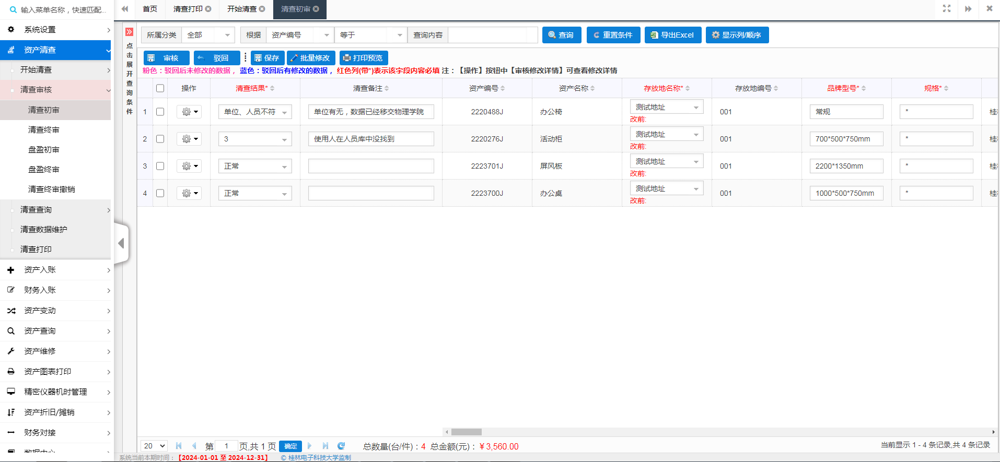 输入菜单名称，快速匹配...
首页 清查打印 开始清查 清查初审
系统设置
资产清查
开始清查
清查审核
清查初审
清查终审
盘盈初审
盘盈终审
清查终审撤销
清查查询
清查数据维护
清查打印
资产入账
财务入账
资产变动
资产查询
资产维修
资产图表打印
精密仪器机时管理
资产折旧/摊销
财务对接
点击展开查询条件
所属分类 全部 根据 资产编号 等于 查询内容 查询 重置条件 导出Excel 显示列/顺序
审核 驳回 保存 批量修改 打印预览
粉色：驳回后未修改的数据， 蓝色：驳回后有修改的数据， 红色列(带*)表示该字段内容必填 注：【操作】按钮中【审核修改详情】可查看修改详情
操作 清查结果* 清查备注 资产编号 资产名称 存放地名称* 存放地编号 品牌型号* 规格*
1 单位、人员不符 单位有无，数据已经移交物理学院 2220488J 办公椅 测试地址 001 常规 * 桂
改前:
2 3 使用人在人员库中没找到 2220276J 活动柜 测试地址 001 700*500*750mm * 桂
改前:
3 正常 2223701J 屏风板 测试地址 001 2200*1350mm * 桂
改前:
4 正常 2223700J 办公桌 测试地址 001 1000*500*750mm * 桂
改前:
20 第 1 页,共 1 页 确定 总数量(台/件)：4 总金额(元)：￥3,560.00 当前显示 1 - 4 条记录,共 4 条记录
系统当前本期时间：【2024-01-01 至 2024-12-31】 © 桂林电子科技大学监制